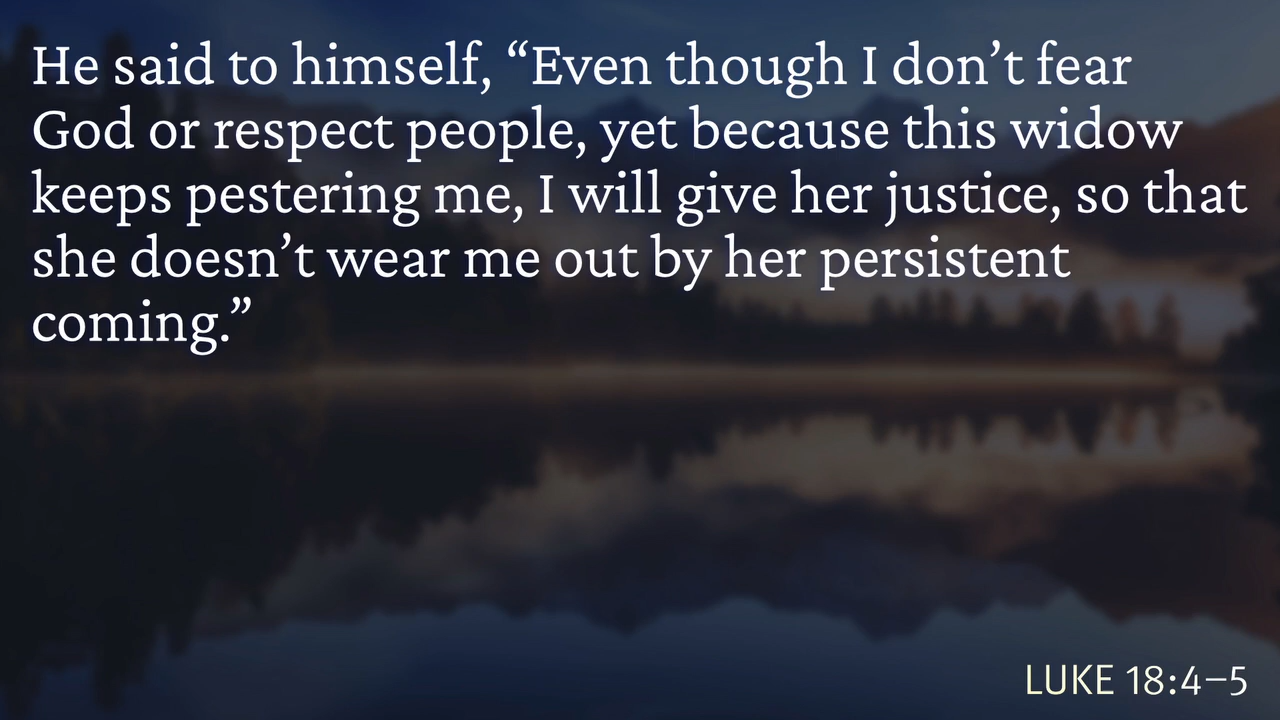 He said to himself, “Even though I don’t fear
God or respect people, yet because this widow
keeps pestering me, I will give her justice, so that
she doesn’t wear me out by her persistent
coming.”
LUKE 18:4–5